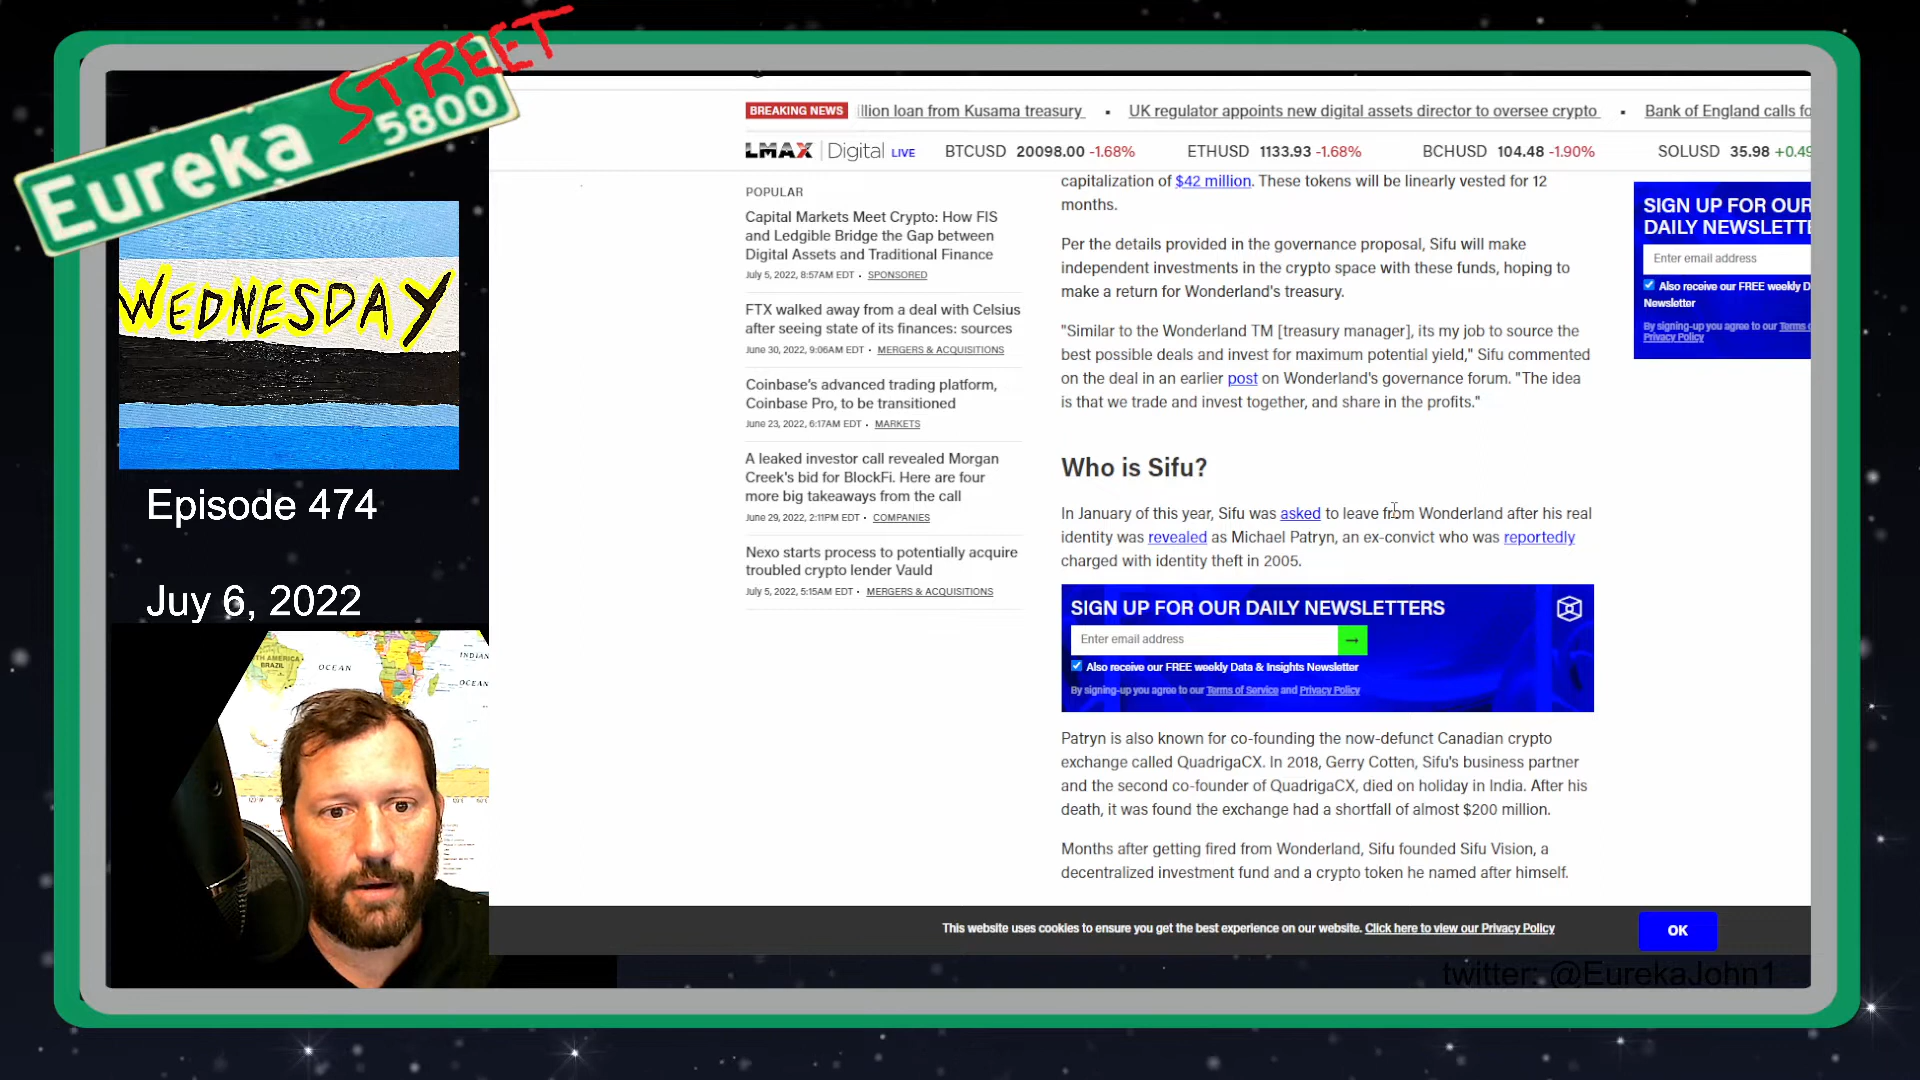 Eureka STREET
5800
WEDNESDAY
Episode 474
Juy 6, 2022
BREAKING NEWS illion loan from Kusama treasury ▪ UK regulator appoints new digital assets director to oversee crypto ▪ Bank of England calls fo
LMAX Digital LIVE BTCUSD 20098.00 -1.68% ETHUSD 1133.93 -1.68% BCHUSD 104.48 -1.90% SOLUSD 35.98 +0.49
POPULAR
Capital Markets Meet Crypto: How FIS
and Ledgible Bridge the Gap between
Digital Assets and Traditional Finance
July 5, 2022, 8:57AM EDT • SPONSORED
FTX walked away from a deal with Celsius
after seeing state of its finances: sources
June 30, 2022, 9:06AM EDT • MERGERS & ACQUISITIONS
Coinbase's advanced trading platform,
Coinbase Pro, to be transitioned
June 23, 2022, 6:17AM EDT • MARKETS
A leaked investor call revealed Morgan
Creek's bid for BlockFi. Here are four
more big takeaways from the call
June 29, 2022, 2:11PM EDT • COMPANIES
Nexo starts process to potentially acquire
troubled crypto lender Vauld
July 5, 2022, 5:15AM EDT • MERGERS & ACQUISITIONS
capitalization of $42 million. These tokens will be linearly vested for 12
months.
Per the details provided in the governance proposal, Sifu will make
independent investments in the crypto space with these funds, hoping to
make a return for Wonderland's treasury.
"Similar to the Wonderland TM [treasury manager], its my job to source the
best possible deals and invest for maximum potential yield," Sifu commented
on the deal in an earlier post on Wonderland's governance forum. "The idea
is that we trade and invest together, and share in the profits."
Who is Sifu?
In January of this year, Sifu was asked to leave from Wonderland after his real
identity was revealed as Michael Patryn, an ex-convict who was reportedly
charged with identity theft in 2005.
SIGN UP FOR OUR DAILY NEWSLETTERS
Enter email address
→
Also receive our FREE weekly Data & Insights Newsletter
By signing-up you agree to our Terms of Service and Privacy Policy
Patryn is also known for co-founding the now-defunct Canadian crypto
exchange called QuadrigaCX. In 2018, Gerry Cotten, Sifu's business partner
and the second co-founder of QuadrigaCX, died on holiday in India. After his
death, it was found the exchange had a shortfall of almost $200 million.
Months after getting fired from Wonderland, Sifu founded Sifu Vision, a
decentralized investment fund and a crypto token he named after himself.
SIGN UP FOR OUR
DAILY NEWSLETT
Enter email address
Also receive our FREE weekly D
Newsletter
By signing-up you agree to our Terms
Privacy Policy
This website uses cookies to ensure you get the best experience on our website. Click here to view our Privacy Policy
OK
twitter: @EurekaJohn1
TH AMERICA
BRAZIL
OCEAN
INDIAN
OCEAN